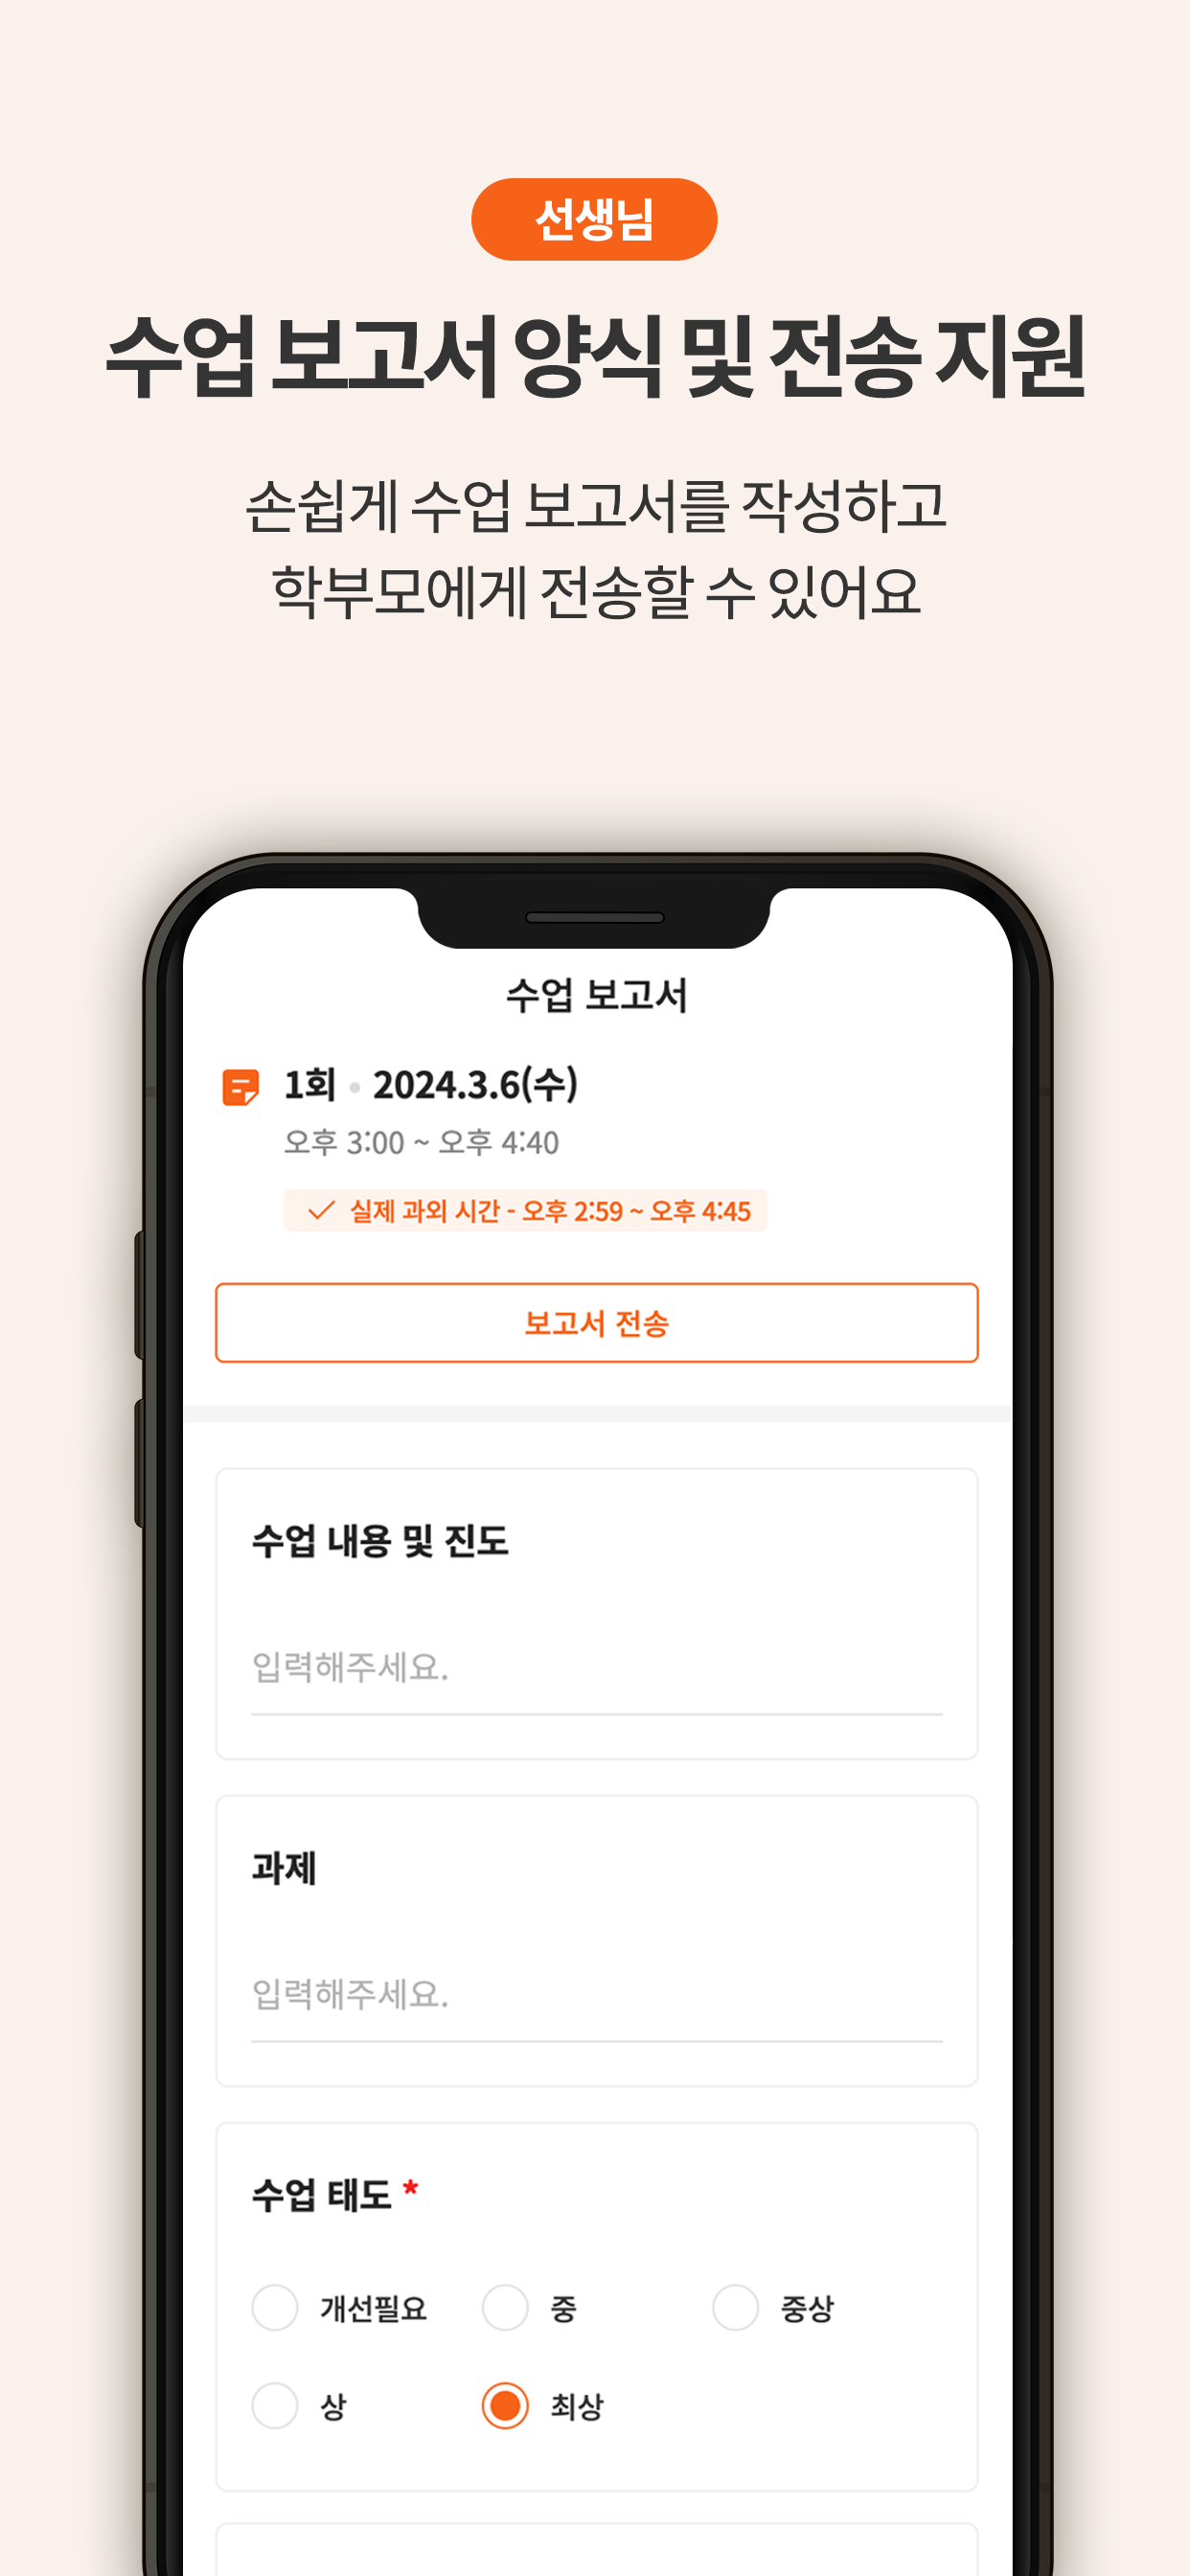 선생님
수업 보고서 양식 및 전송 지원
손쉽게 수업 보고서를 작성하고
학부모에게 전송할 수 있어요
수업 보고서
1회 • 2024.3.6(수)
오후 3:00 ~ 오후 4:40
실제 과외 시간 - 오후 2:59 ~ 오후 4:45
보고서 전송
수업 내용 및 진도
입력해주세요.
과제
입력해주세요.
수업 태도 *
개선필요 중 중상
상 최상